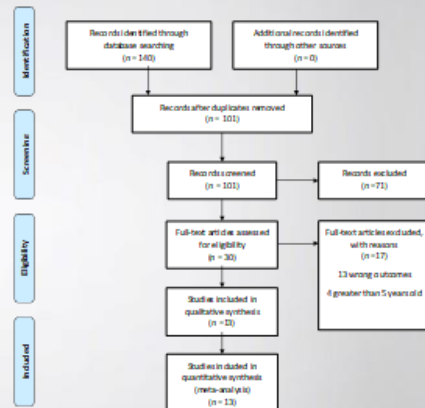 Identification
Records identified through
database searching
(n = 140)
Additional records identified
through other sources
(n = 0)
Records after duplicates removed
(n = 101)
Screening
Records screened
(n = 101)
Records excluded
(n = 71)
Eligibility
Full-text articles assessed
for eligibility
(n = 30)
Full-text articles excluded,
with reasons
(n = 17)
13 wrong outcomes
4 greater than 5 years old
Studies included in
qualitative synthesis
(n = 13)
Included
Studies included in
quantitative synthesis
(meta-analysis)
(n = 13)